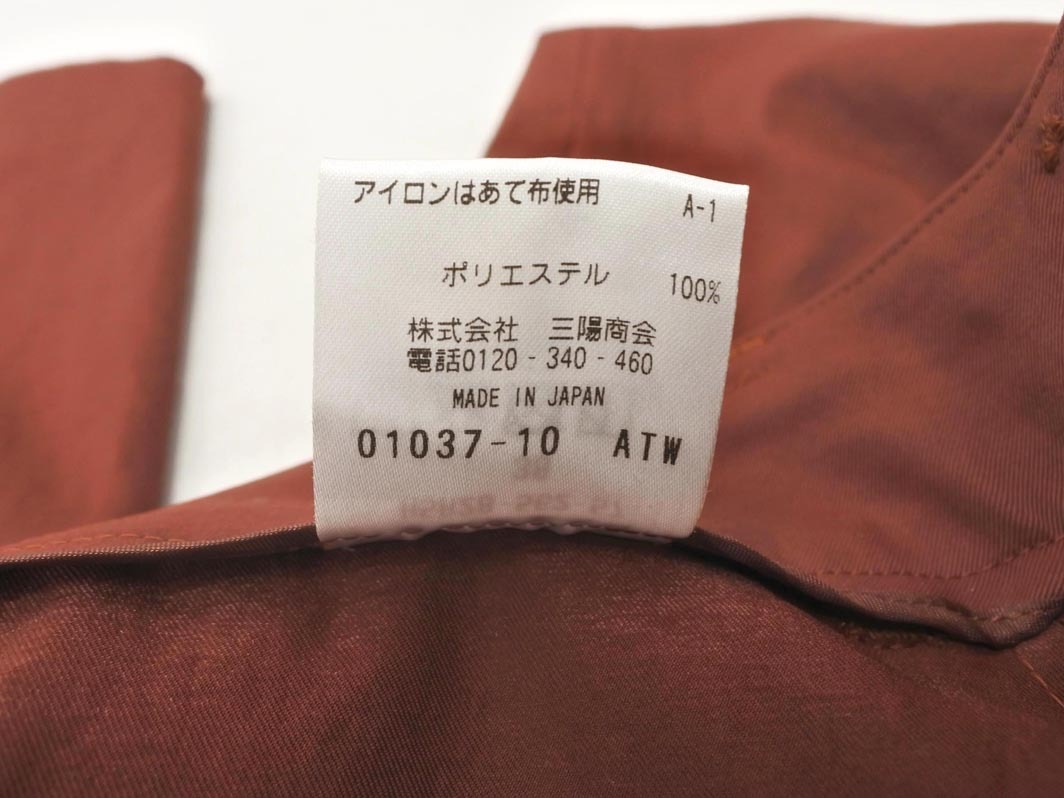 アイロンはあて布使用 A-1
ポリエステル 100%
株式会社 三陽商会
電話0120-340-460
MADE IN JAPAN
01037-10 ATW